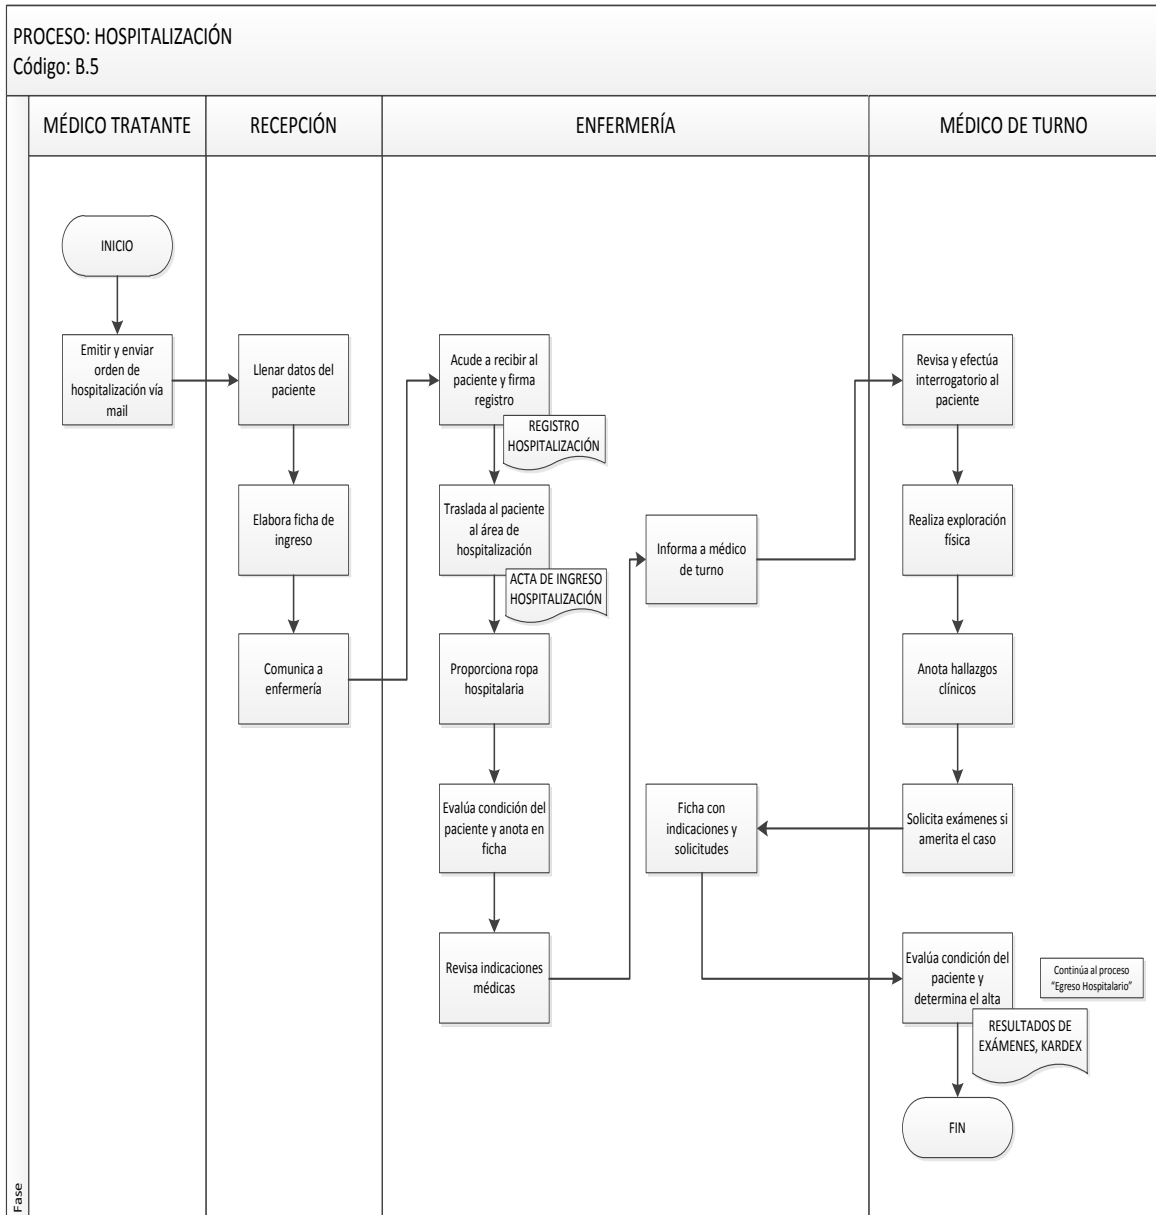 PROCESO: HOSPITALIZACIÓN
Código: B.5
Fase
MÉDICO TRATANTE
RECEPCIÓN
ENFERMERÍA
MÉDICO DE TURNO
INICIO
Emitir y enviar
orden de
hospitalización vía
mail
Llenar datos del
paciente
Elabora ficha de
ingreso
Comunica a
enfermería
Acude a recibir al
paciente y firma
registro
REGISTRO
HOSPITALIZACIÓN
Traslada al paciente
al área de
hospitalización
ACTA DE INGRESO
HOSPITALIZACIÓN
Proporciona ropa
hospitalaria
Evalúa condición del
paciente y anota en
ficha
Revisa indicaciones
médicas
Informa a médico
de turno
Revisa y efectúa
interrogatorio al
paciente
Realiza exploración
física
Anota hallazgos
clínicos
Solicita exámenes si
amerita el caso
Ficha con
indicaciones y
solicitudes
Evalúa condición del
paciente y
determina el alta
Continúa al proceso
"Egreso Hospitalario"
RESULTADOS DE
EXÁMENES, KARDEX
FIN